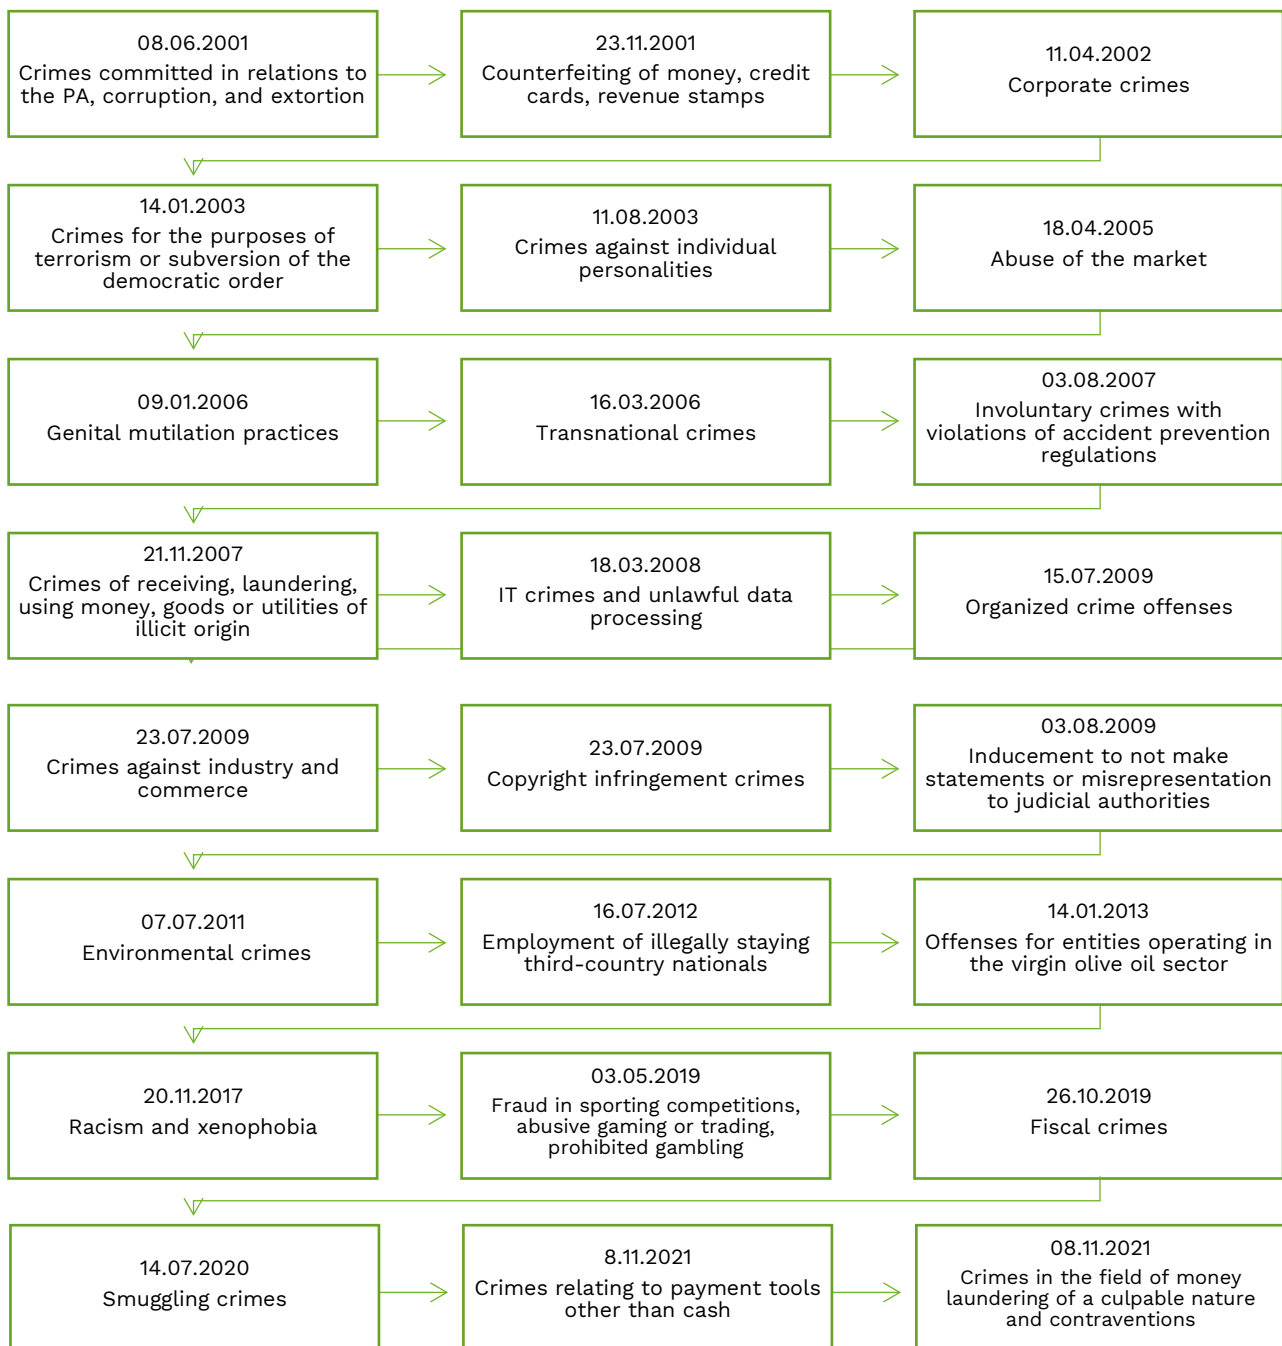 08.06.2001
Crimes committed in relations to
the PA, corruption, and extortion
23.11.2001
Counterfeiting of money, credit
cards, revenue stamps
11.04.2002
Corporate crimes
14.01.2003
Crimes for the purposes of
terrorism or subversion of the
democratic order
11.08.2003
Crimes against individual
personalities
18.04.2005
Abuse of the market
09.01.2006
Genital mutilation practices
16.03.2006
Transnational crimes
03.08.2007
Involuntary crimes with
violations of accident prevention
regulations
21.11.2007
Crimes of receiving, laundering,
using money, goods or utilities of
illicit origin
18.03.2008
IT crimes and unlawful data
processing
15.07.2009
Organized crime offenses
23.07.2009
Crimes against industry and
commerce
23.07.2009
Copyright infringement crimes
03.08.2009
Inducement to not make
statements or misrepresentation
to judicial authorities
07.07.2011
Environmental crimes
16.07.2012
Employment of illegally staying
third-country nationals
14.01.2013
Offenses for entities operating in
the virgin olive oil sector
20.11.2017
Racism and xenophobia
03.05.2019
Fraud in sporting competitions,
abusive gaming or trading,
prohibited gambling
26.10.2019
Fiscal crimes
14.07.2020
Smuggling crimes
8.11.2021
Crimes relating to payment tools
other than cash
08.11.2021
Crimes in the field of money
laundering of a culpable nature
and contraventions